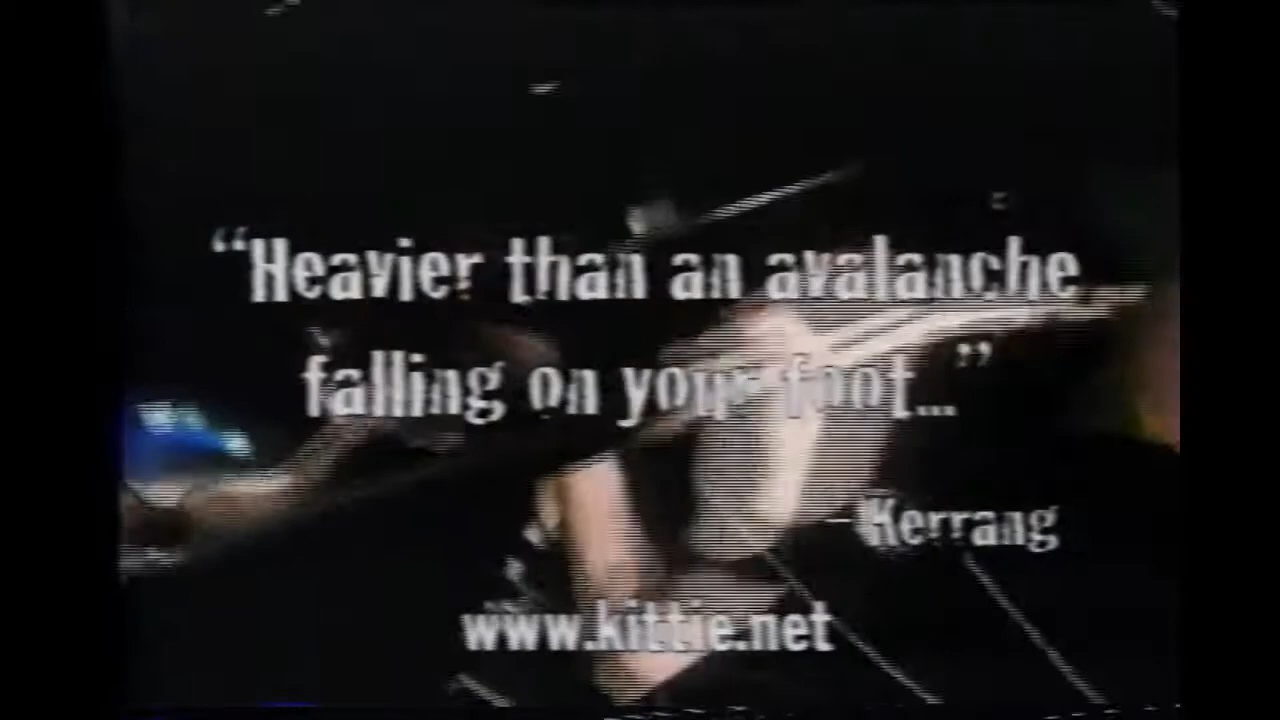 “Heavier than an avalanche
falling on your foot...”
-Kerrang
www.kittie.net